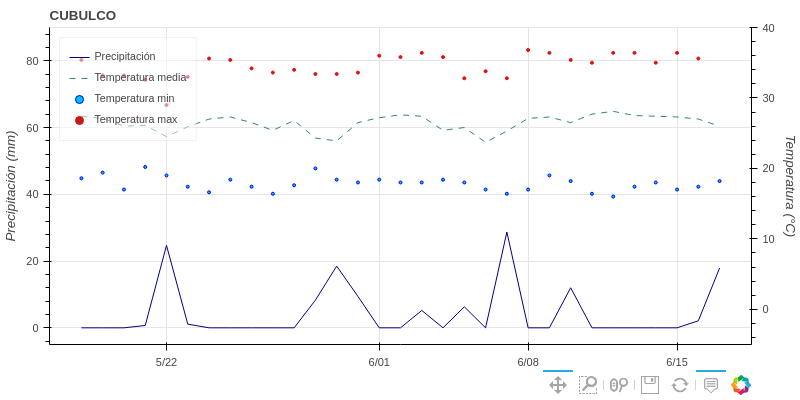 CUBULCO
Precipitación
Temperatura media
Temperatura min
Temperatura max
Precipitación (mm)
80
60
40
20
0
Temperatura (°C)
40
30
20
10
0
5/22
6/01
6/08
6/15